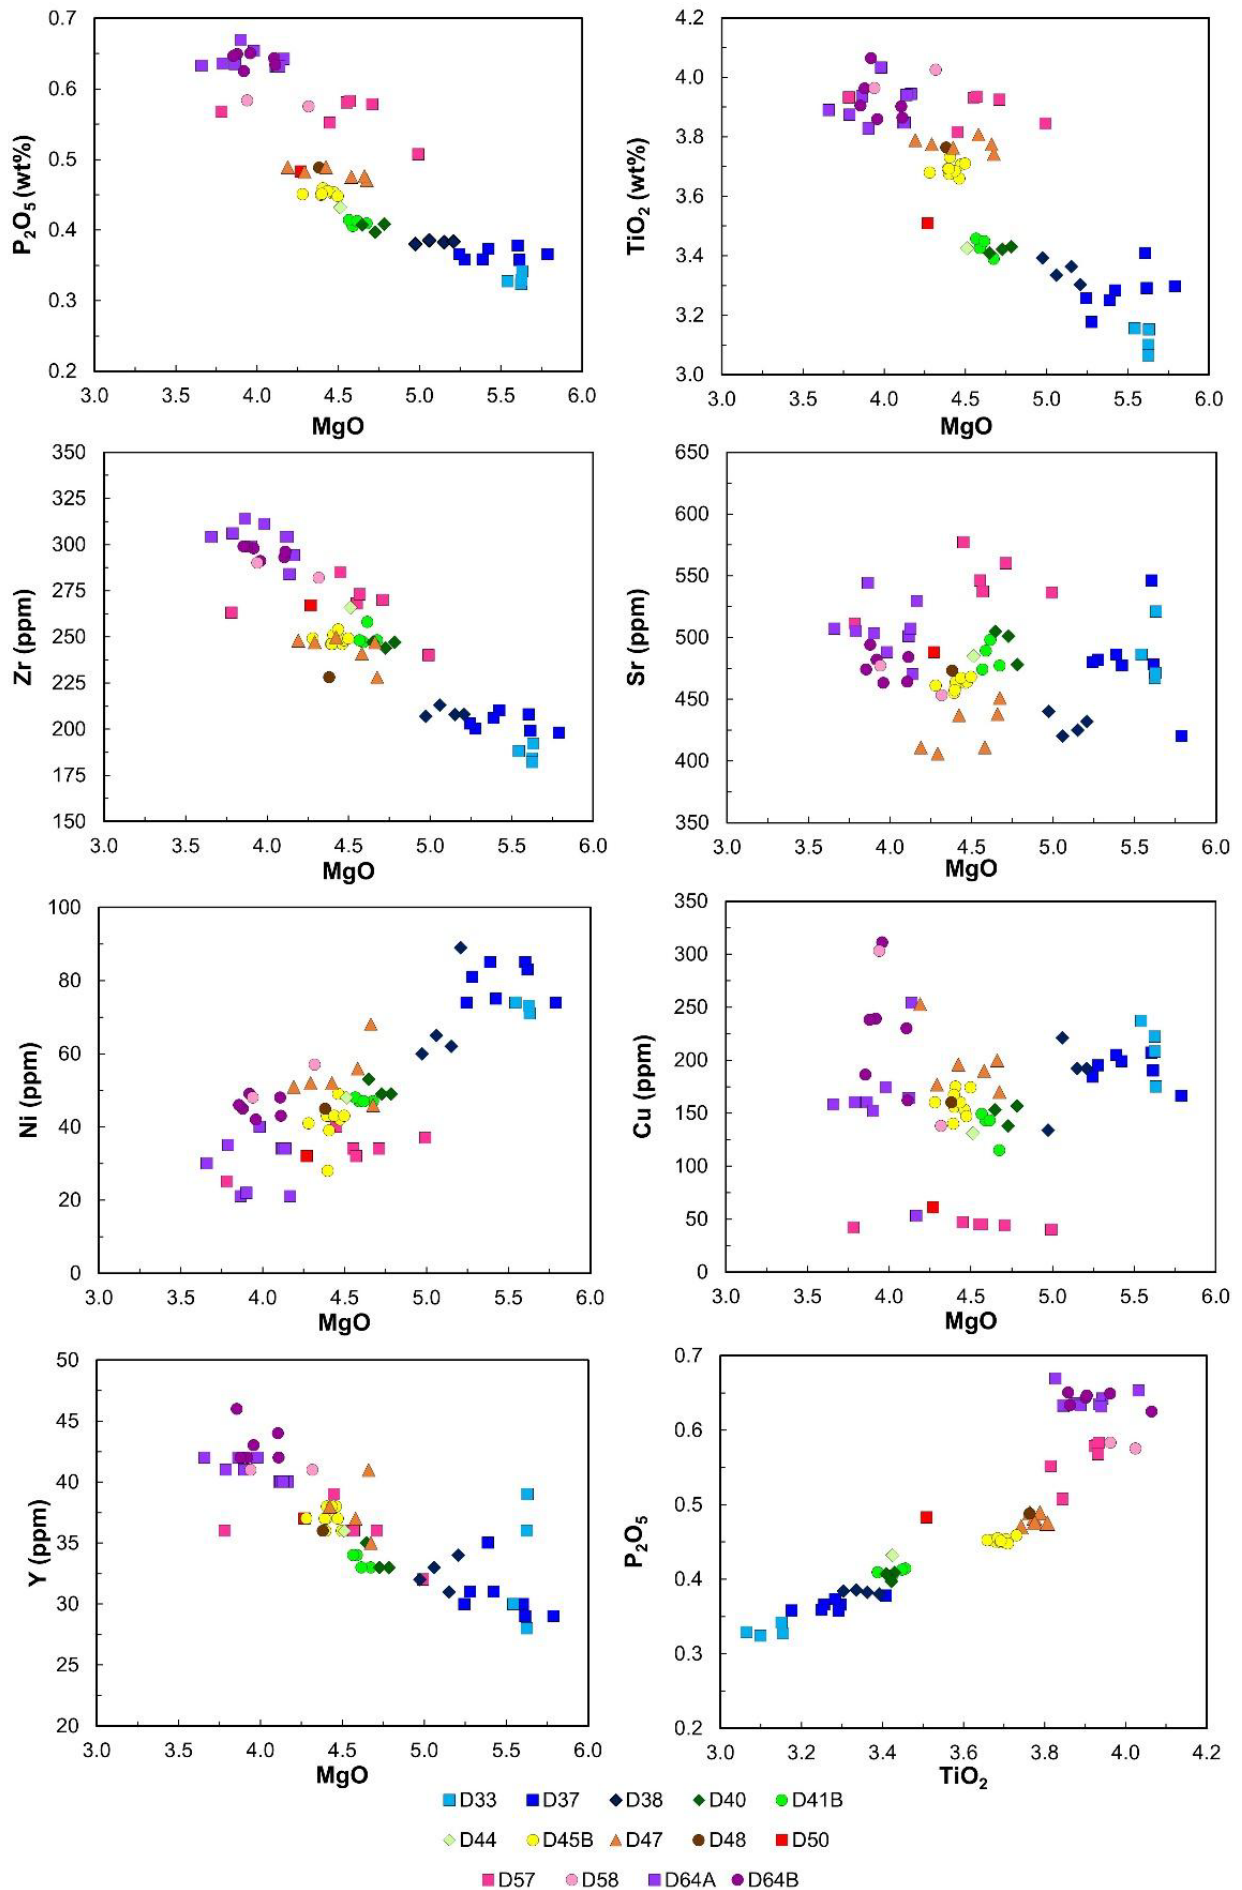 0.7
0.6
0.5
0.4
0.3
0.2
P2O5 (wt%)
3.0 3.5 4.0 4.5 5.0 5.5 6.0
MgO
4.2
4.0
3.8
3.6
3.4
3.2
3.0
TiO2 (wt%)
3.0 3.5 4.0 4.5 5.0 5.5 6.0
MgO
350
325
300
275
250
225
200
175
150
Zr (ppm)
3.0 3.5 4.0 4.5 5.0 5.5 6.0
MgO
650
600
550
500
450
400
350
Sr (ppm)
3.0 3.5 4.0 4.5 5.0 5.5 6.0
MgO
100
80
60
40
20
0
Ni (ppm)
3.0 3.5 4.0 4.5 5.0 5.5 6.0
MgO
350
300
250
200
150
100
50
0
Cu (ppm)
3.0 3.5 4.0 4.5 5.0 5.5 6.0
MgO
50
45
40
35
30
25
20
Y (ppm)
3.0 3.5 4.0 4.5 5.0 5.5 6.0
MgO
0.7
0.6
0.5
0.4
0.3
0.2
P2O5
3.0 3.2 3.4 3.6 3.8 4.0 4.2
TiO2
D33 D37 D38 D40 D41B
D44 D45B D47 D48 D50
D57 D58 D64A D64B